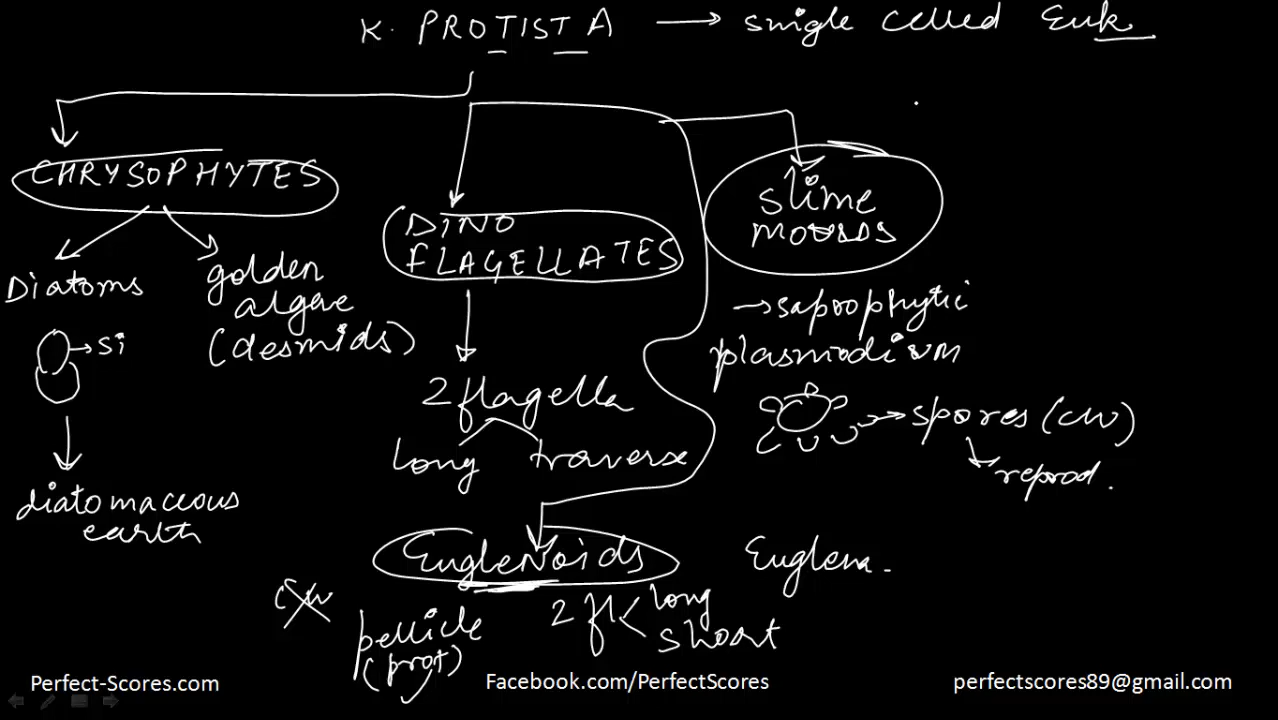 K. PROTISTA → single celled Euk
CHRYSOPHYTES
Diatoms
golden
algae
(desmids)
→ Si
diatomaceous
earth
DINO
FLAGELLATES
2 flagella
long traverse
slime
MOULDS
→ saprophytic
plasmodium
→ spores (CW)
reprod.
Euglenoids
Euglena.
CW
pellicle
(prot)
2 fl < long
short
Perfect-Scores.com
Facebook.com/PerfectScores
perfectscores89@gmail.com